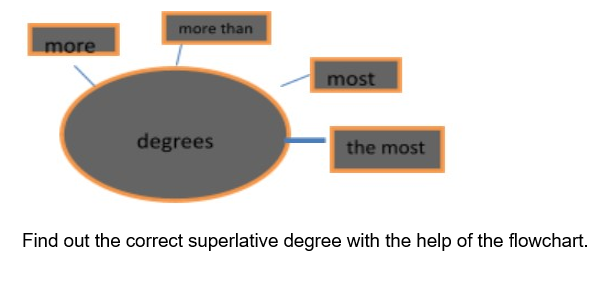 more than
more
most
degrees
the most
Find out the correct superlative degree with the help of the flowchart.